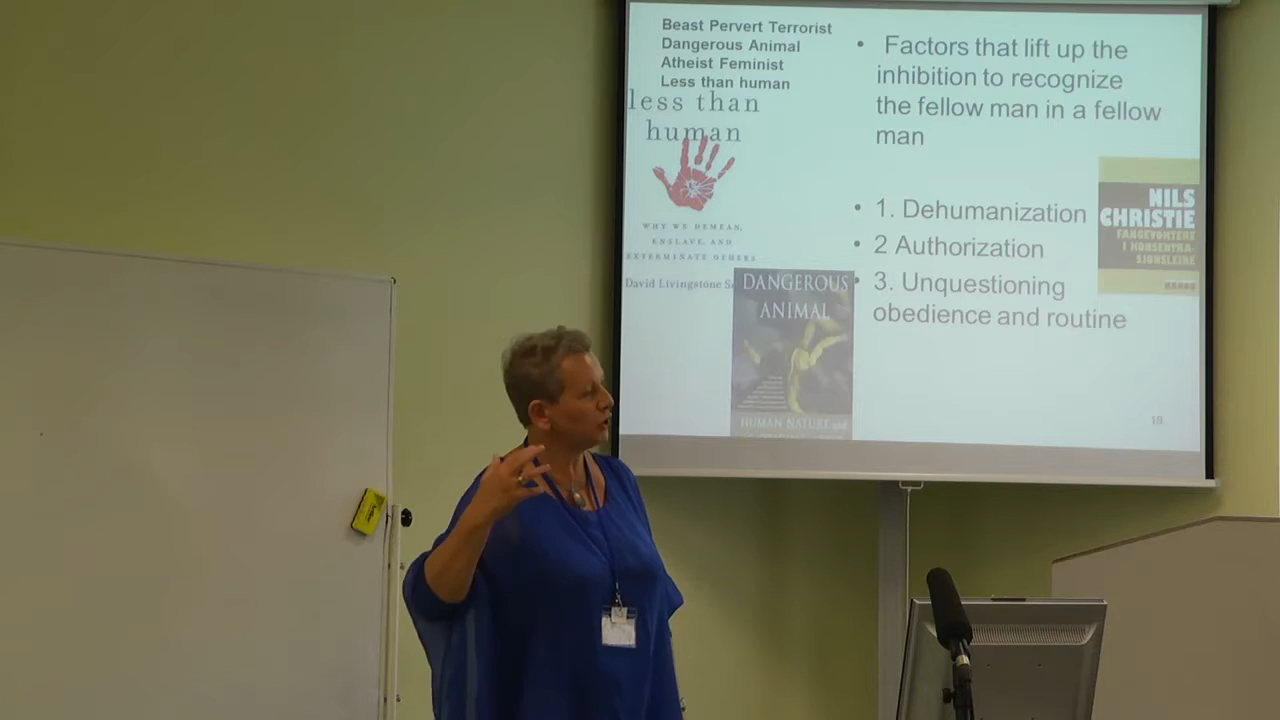 Beast Pervert Terrorist
Dangerous Animal
Atheist Feminist
Less than human
less than
human
WHY WE DEMEAN,
ENSLAVE, AND
EXTERMINATE OTHERS
David Livingstone
DANGEROUS
ANIMAL
HUMAN NATURE and
• Factors that lift up the
inhibition to recognize
the fellow man in a fellow
man
• 1. Dehumanization
• 2 Authorization
• 3. Unquestioning
obedience and routine
NILS
CHRISTIE
FANGEVOKTERE
I KONSENTRA-
SJONSLEIRE
19